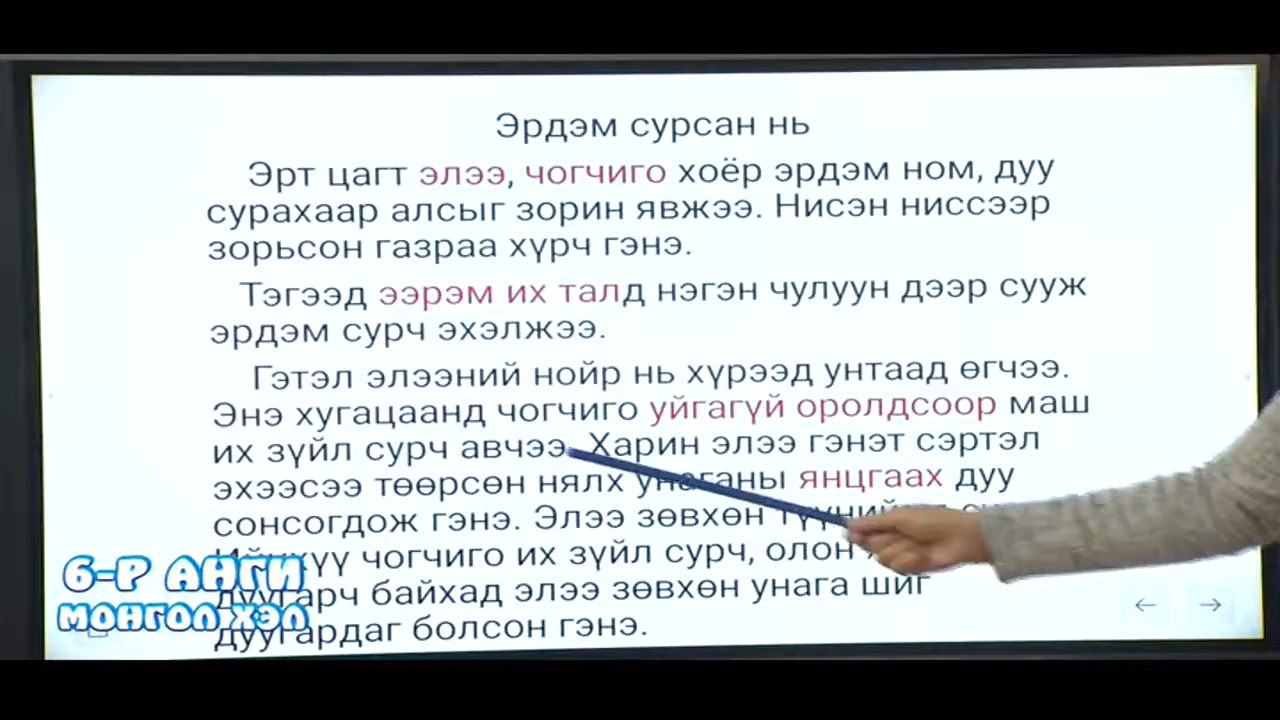 Эрдэм сурсан нь
Эрт цагт элээ, чогчиго хоёр эрдэм ном, дуу
сурахаар алсыг зорин явжээ. Нисэн ниссээр
зорьсон газраа хүрч гэнэ.
Тэгээд ээрэм их талд нэгэн чулуун дээр сууж
эрдэм сурч эхэлжээ.
Гэтэл элээний нойр нь хүрээд унтаад өгчээ.
Энэ хугацаанд чогчиго уйгагүй оролдсоор маш
их зүйл сурч авчээ. Харин элээ гэнэт сэртэл
эхээсээ төөрсөн нялх унаганы янцгаах дуу
сонсогдож гэнэ. Элээ зөвхөн
чогчиго их зүйл сурч, олон
дуугарч байхад элээ зөвхөн унага шиг
дуугардаг болсон гэнэ.
6-Р АНГИ
МОНГОЛ ХЭЛ